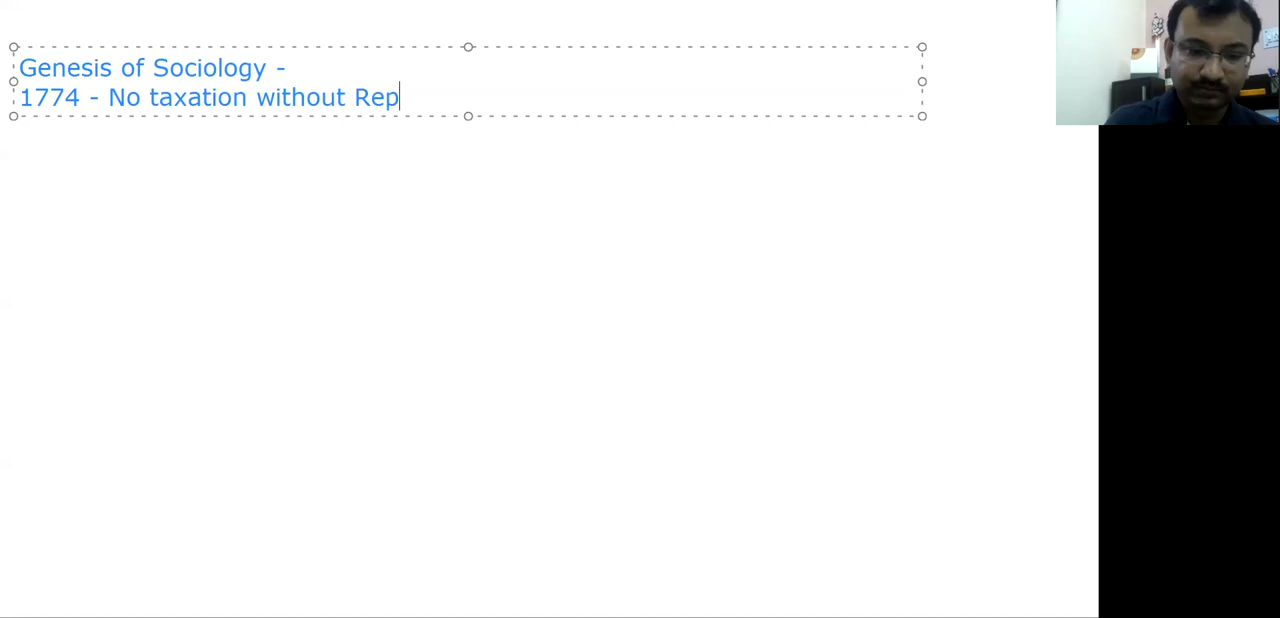 Genesis of Sociology -
1774 - No taxation without Rep